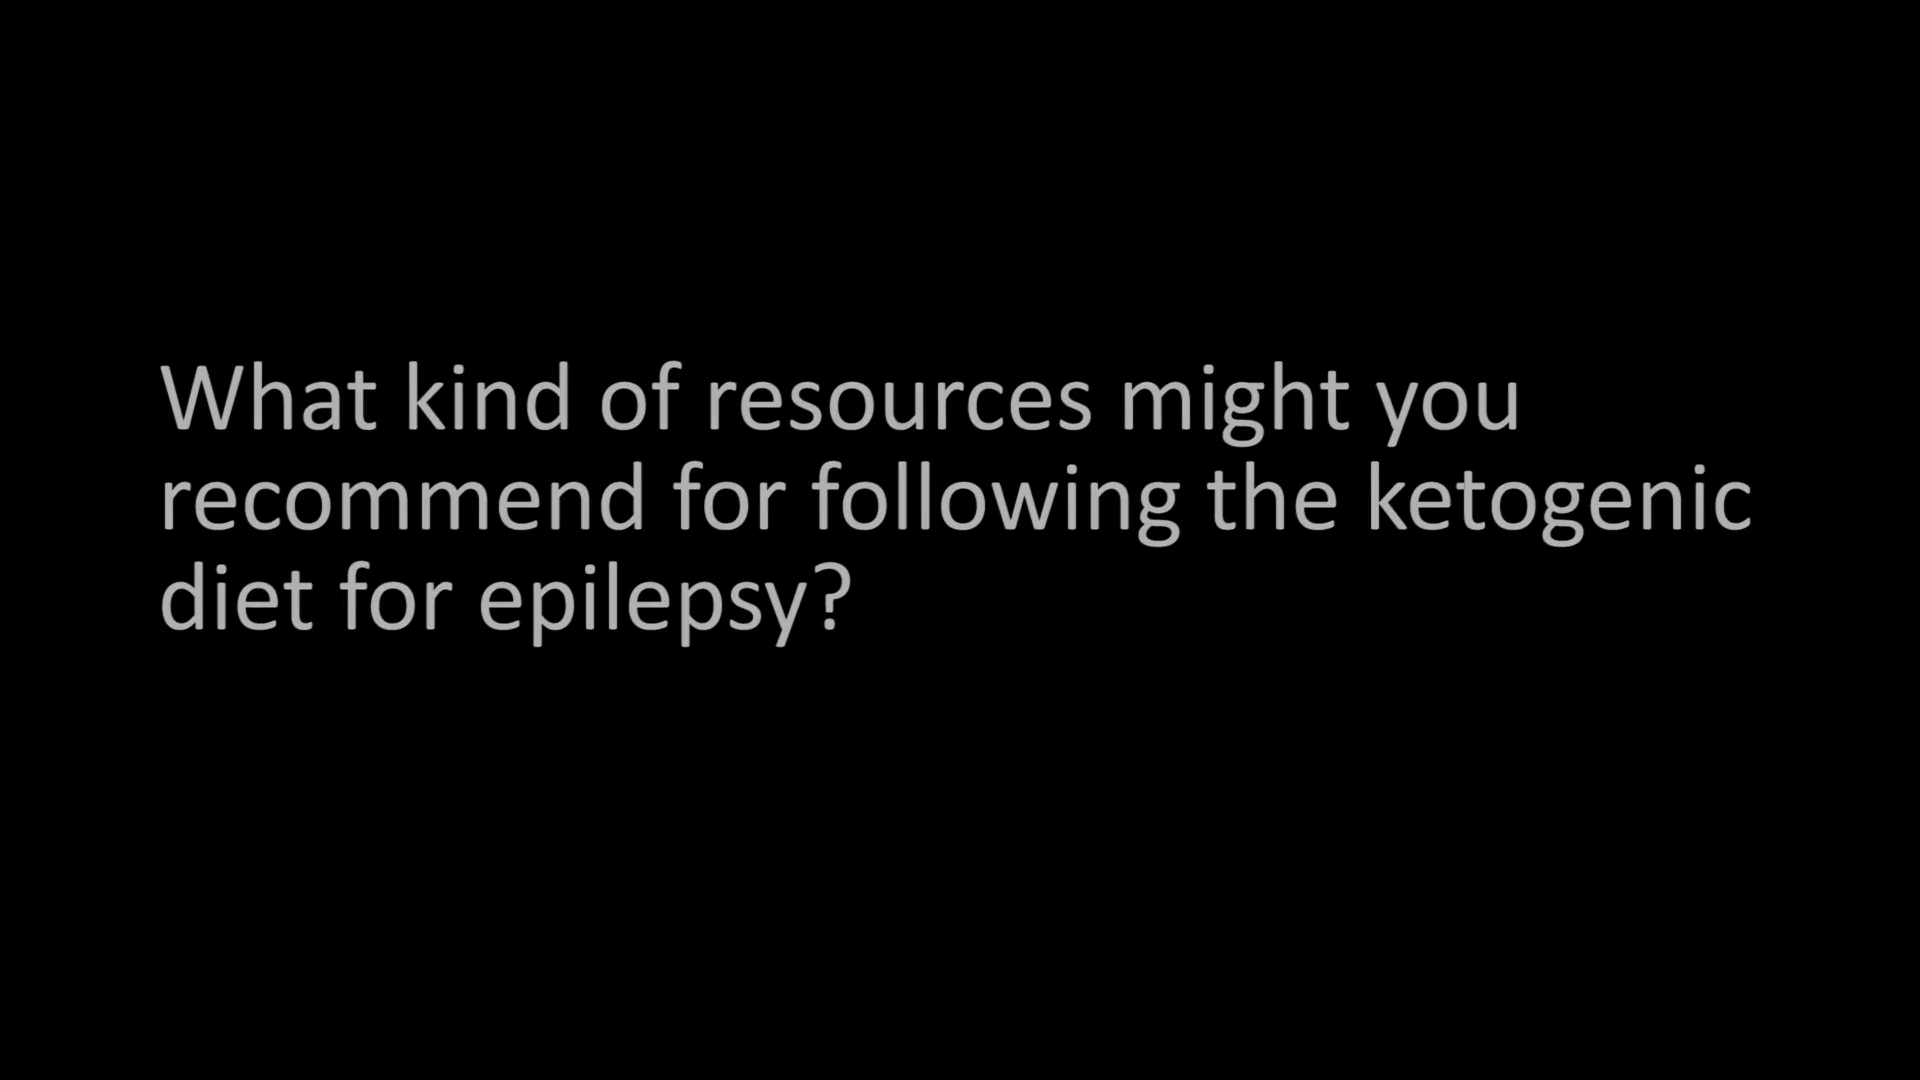 What kind of resources might you
recommend for following the ketogenic
diet for epilepsy?